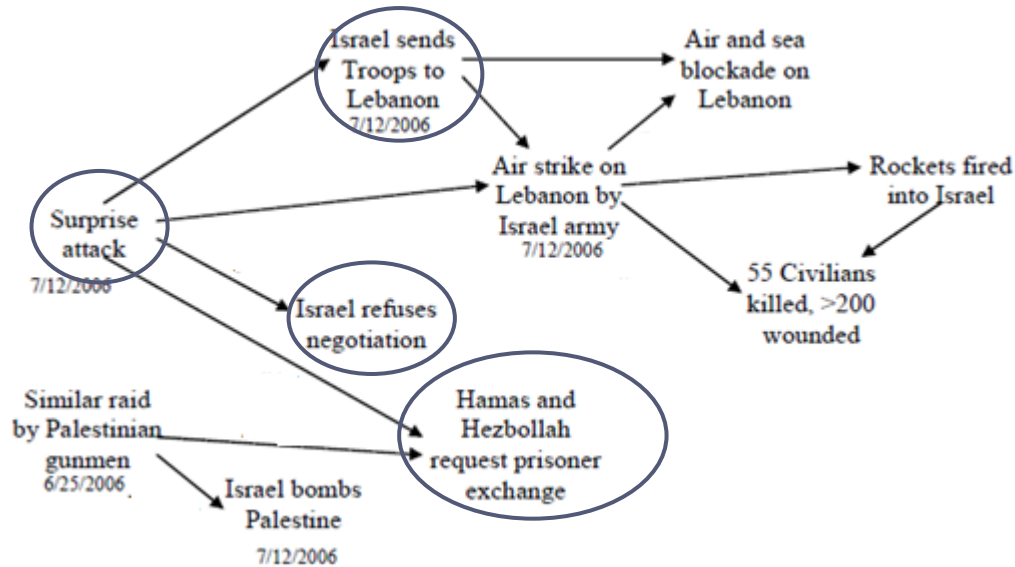 Israel sends
Troops to
Lebanon
7/12/2006
Air and sea
blockade on
Lebanon
Air strike on
Lebanon by
Israel army
7/12/2006
Rockets fired
into Israel
Surprise
attack
7/12/2006
55 Civilians
killed, >200
wounded
Israel refuses
negotiation
Similar raid
by Palestinian
gunmen
6/25/2006
Hamas and
Hezbollah
request prisoner
exchange
Israel bombs
Palestine
7/12/2006